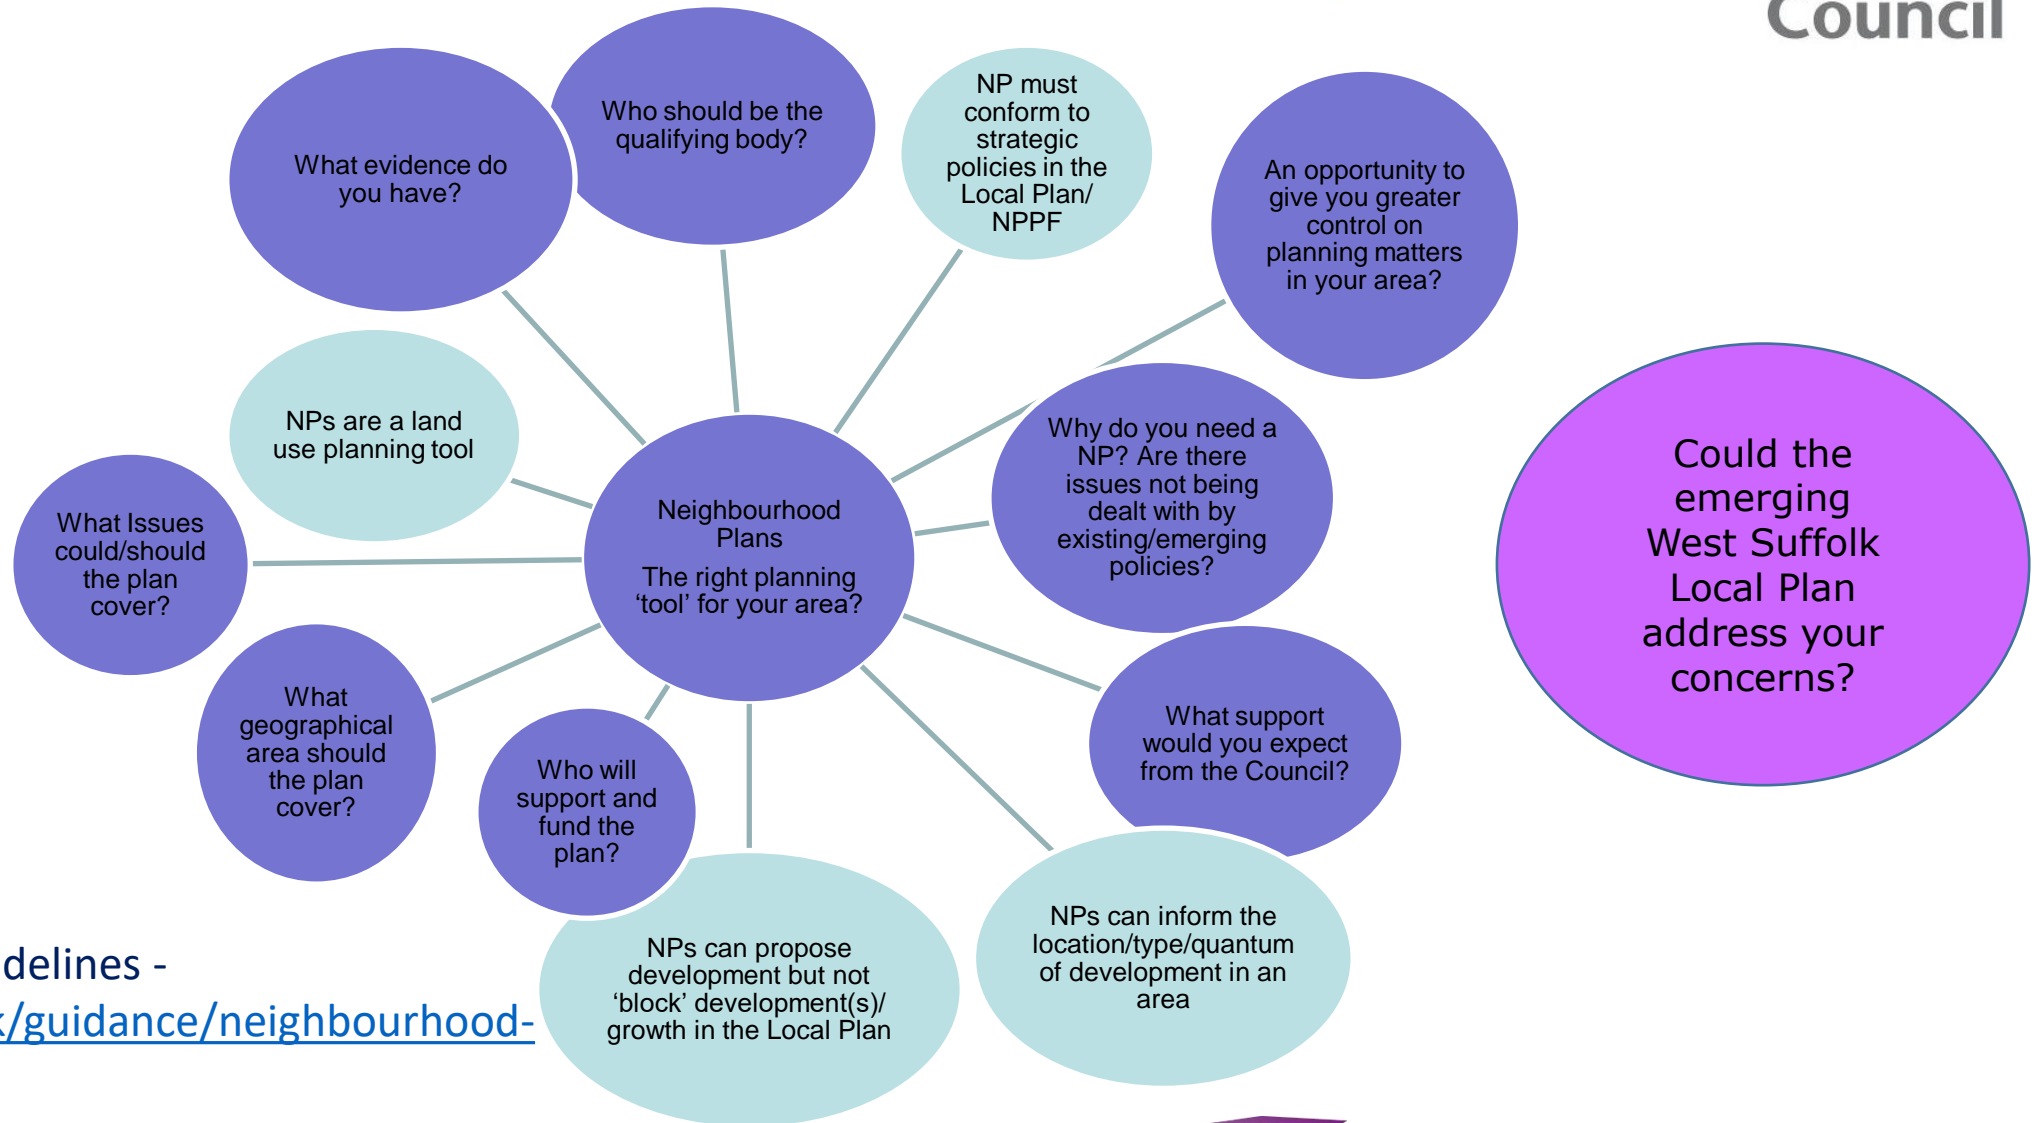 Council
What evidence do
you have?
Who should be the
qualifying body?
NP must
conform to
strategic
policies in the
Local Plan/
NPPF
An opportunity to
give you greater
control on
planning matters
in your area?
NPs are a land
use planning tool
Why do you need a
NP? Are there
issues not being
dealt with by
existing/emerging
policies?
Could the
emerging
West Suffolk
Local Plan
address your
concerns?
What Issues
could/should
the plan
cover?
Neighbourhood
Plans
The right planning
‘tool’ for your area?
What
geographical
area should
the plan
cover?
Who will
support and
fund the
plan?
What support
would you expect
from the Council?
NPs can propose
development but not
‘block’ development(s)/
growth in the Local Plan
NPs can inform the
location/type/quantum
of development in an
area
delines -
/guidance/neighbourhood-